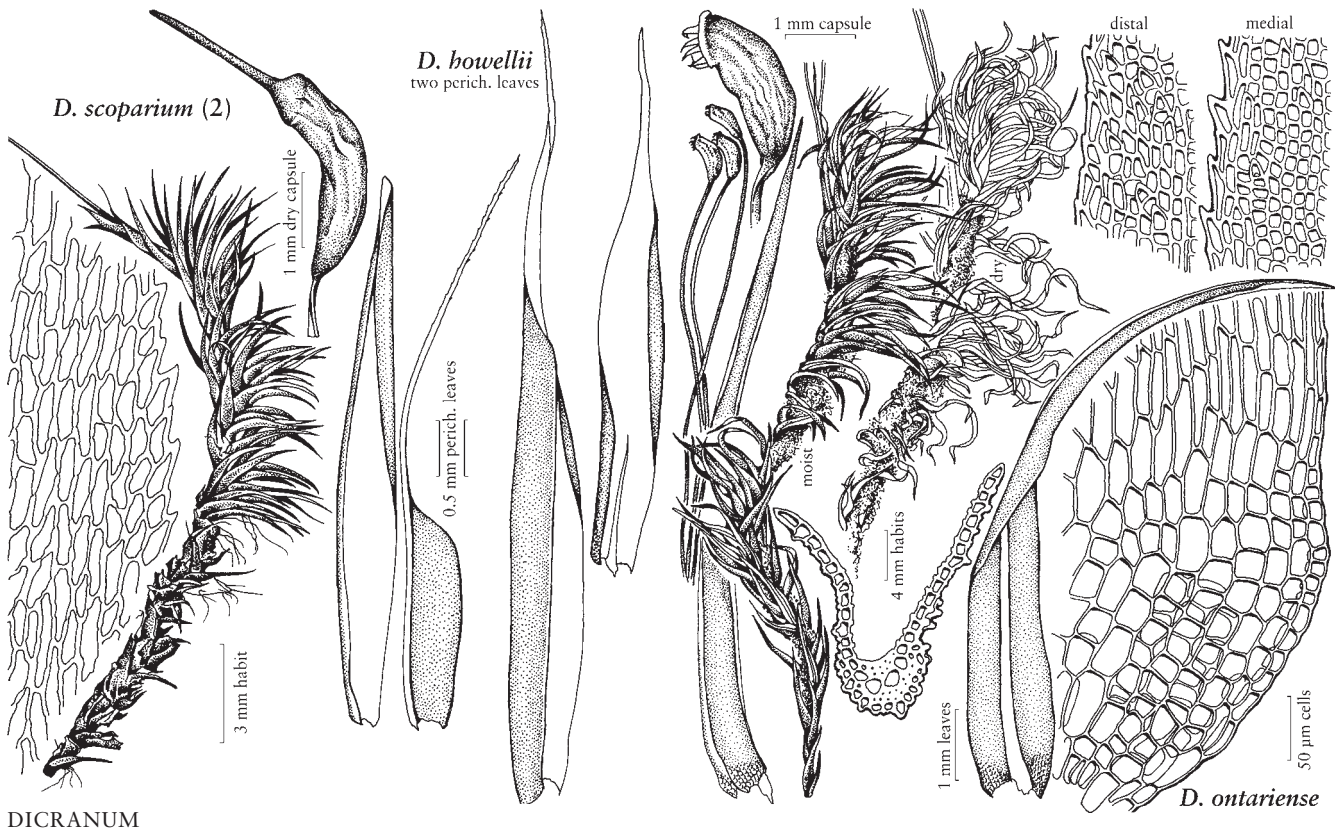 D. scoparium (2)
1 mm dry capsule
3 mm habit
D. howellii
two perich. leaves
0.5 mm perich. leaves
1 mm capsule
dry
moist
4 mm habits
1 mm leaves
distal
medial
50 µm cells
D. ontariense
DICRANUM